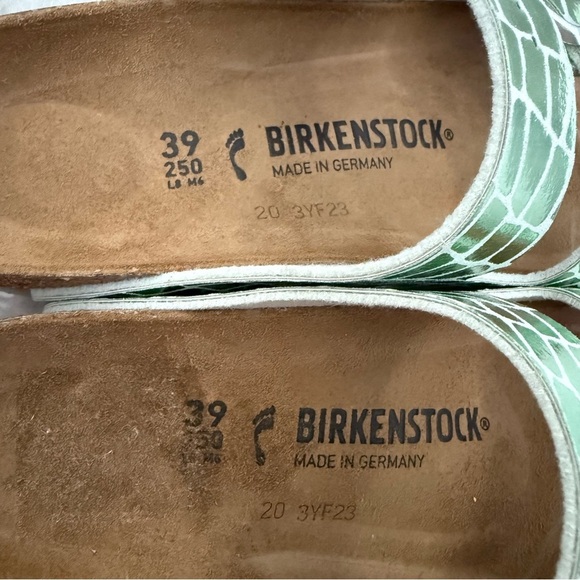 39
250
L8 M6
BIRKENSTOCK®
MADE IN GERMANY
20 3YF23
39
250
L8 M6
BIRKENSTOCK®
MADE IN GERMANY
20 3YF23